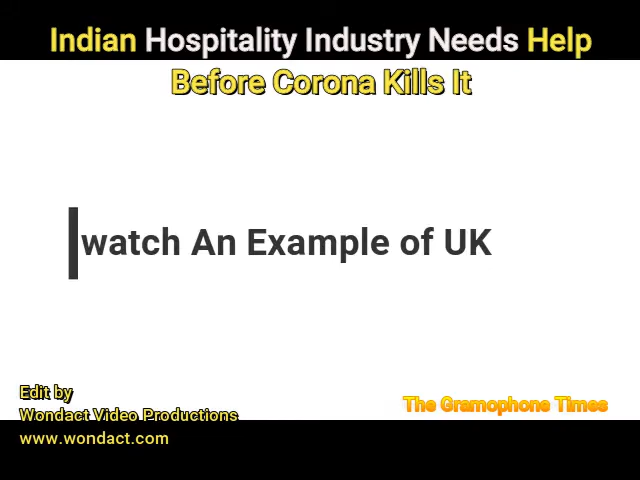 Indian Hospitality Industry Needs Help
Before Corona Kills It
watch An Example of UK
Edit by
Wondact Video Productions
www.wondact.com
The Gramophone Times